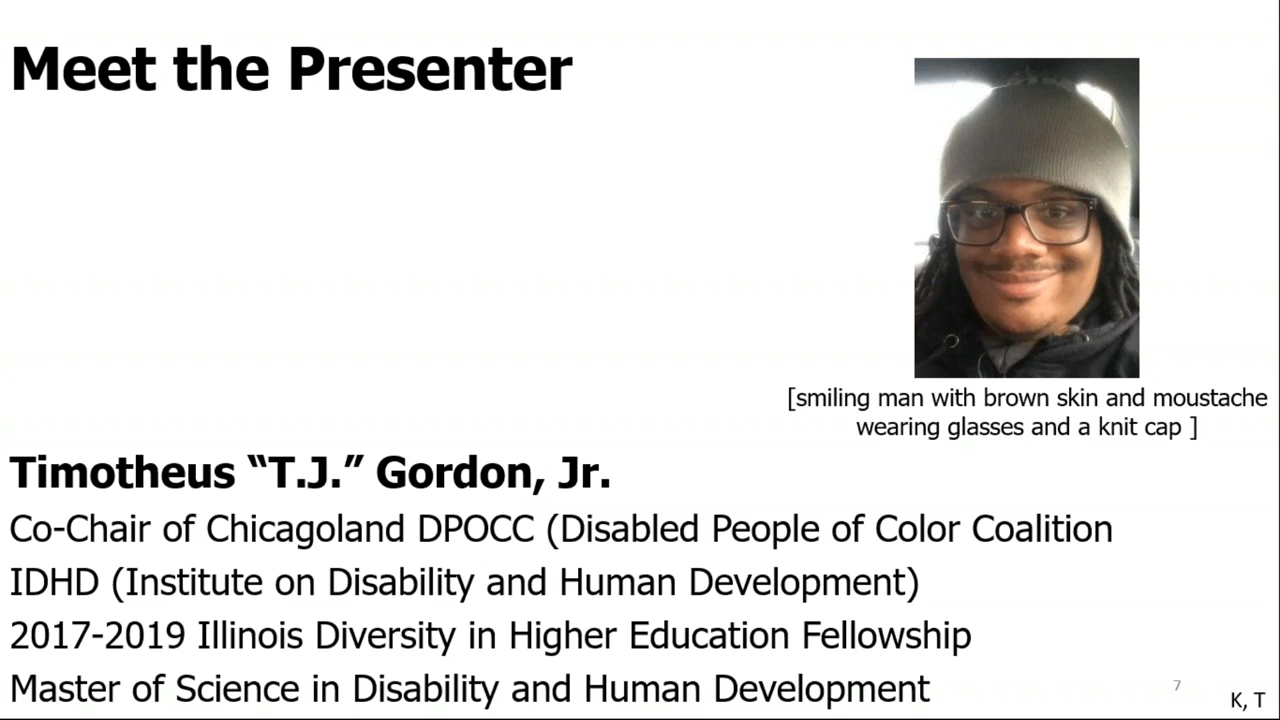 Meet the Presenter
[smiling man with brown skin and moustache
wearing glasses and a knit cap ]
Timotheus “T.J.” Gordon, Jr.
Co-Chair of Chicagoland DPOCC (Disabled People of Color Coalition
IDHD (Institute on Disability and Human Development)
2017-2019 Illinois Diversity in Higher Education Fellowship
Master of Science in Disability and Human Development
7
K, T